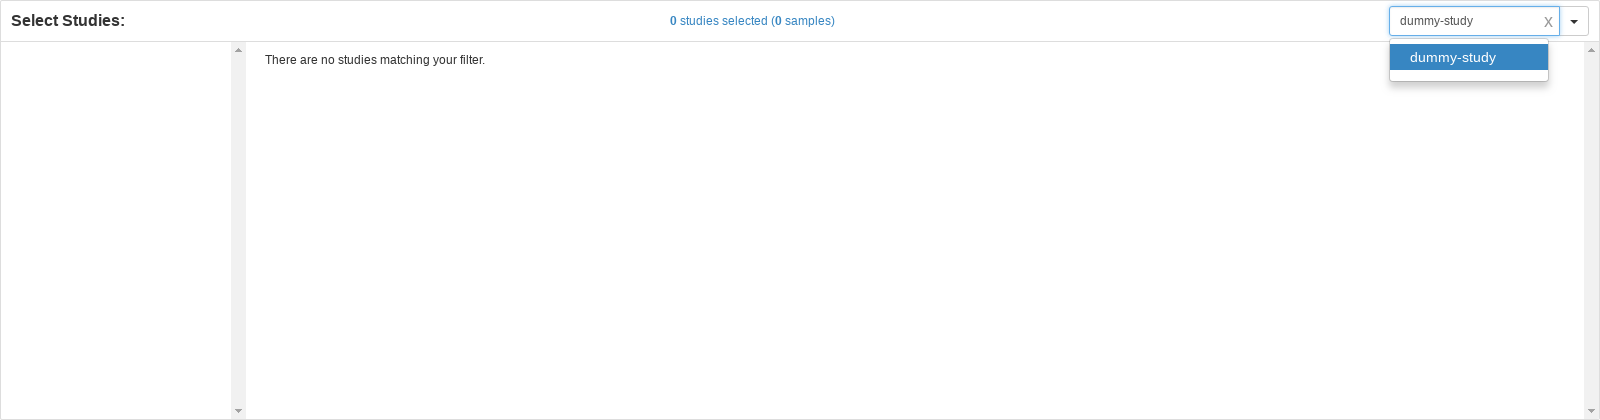 Select Studies:
0 studies selected (0 samples)
dummy-study x
dummy-study
There are no studies matching your filter.